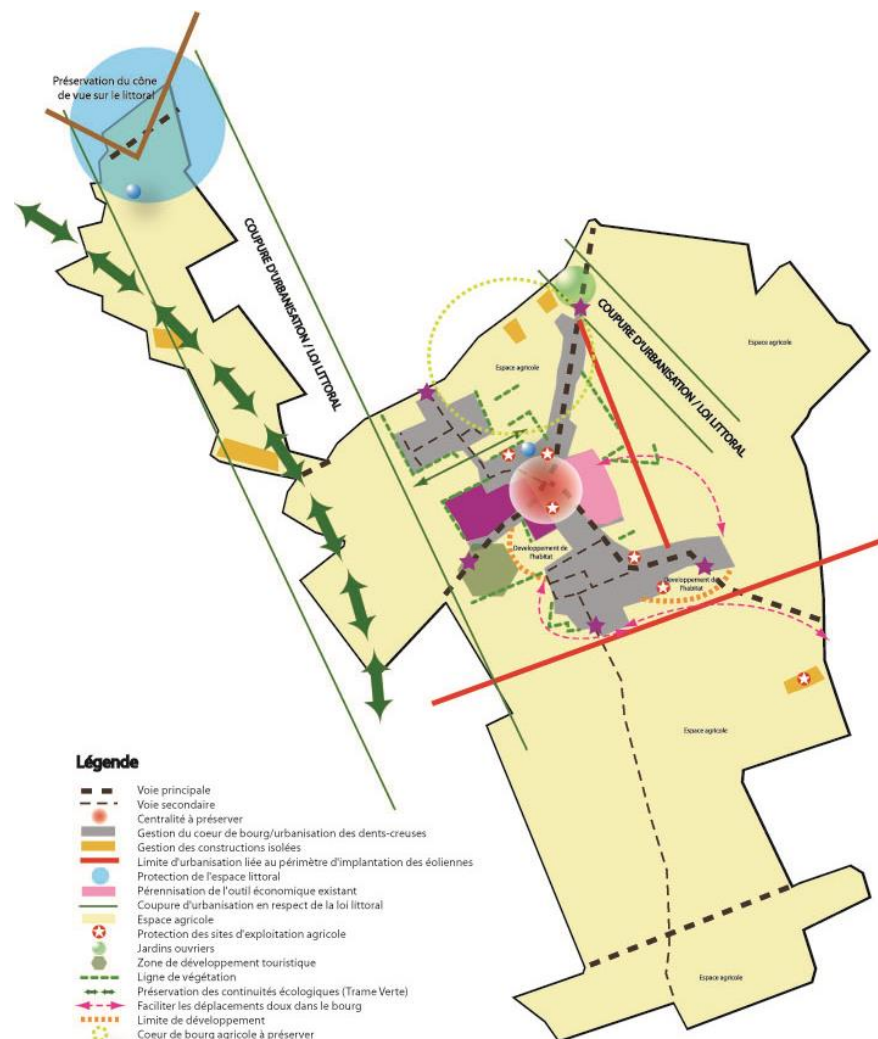 Préservation du cône
de vue sur le littoral
COUPURE D'URBANISATION / LOI LITTORAL
COUPURE D'URBANISATION / LOI LITTORAL
Espace agricole
Espace agricole
Developpement de
l'habitat
Developpement de
l'habitat
Espace agricole
Espace agricole
Légende
Voie principale
Voie secondaire
Centralité à préserver
Gestion du coeur de bourg/urbanisation des dents-creuses
Gestion des constructions isolées
Limite d'urbanisation liée au périmètre d'implantation des éoliennes
Protection de l'espace littoral
Pérennisation de l'outil économique existant
Coupure d'urbanisation en respect de la loi littoral
Espace agricole
Protection des sites d'exploitation agricole
Jardins ouvriers
Zone de développement touristique
Ligne de végétation
Préservation des continuités écologiques (Trame Verte)
Faciliter les déplacements doux dans le bourg
Limite de développement
Coeur de bourg agricole à préserver